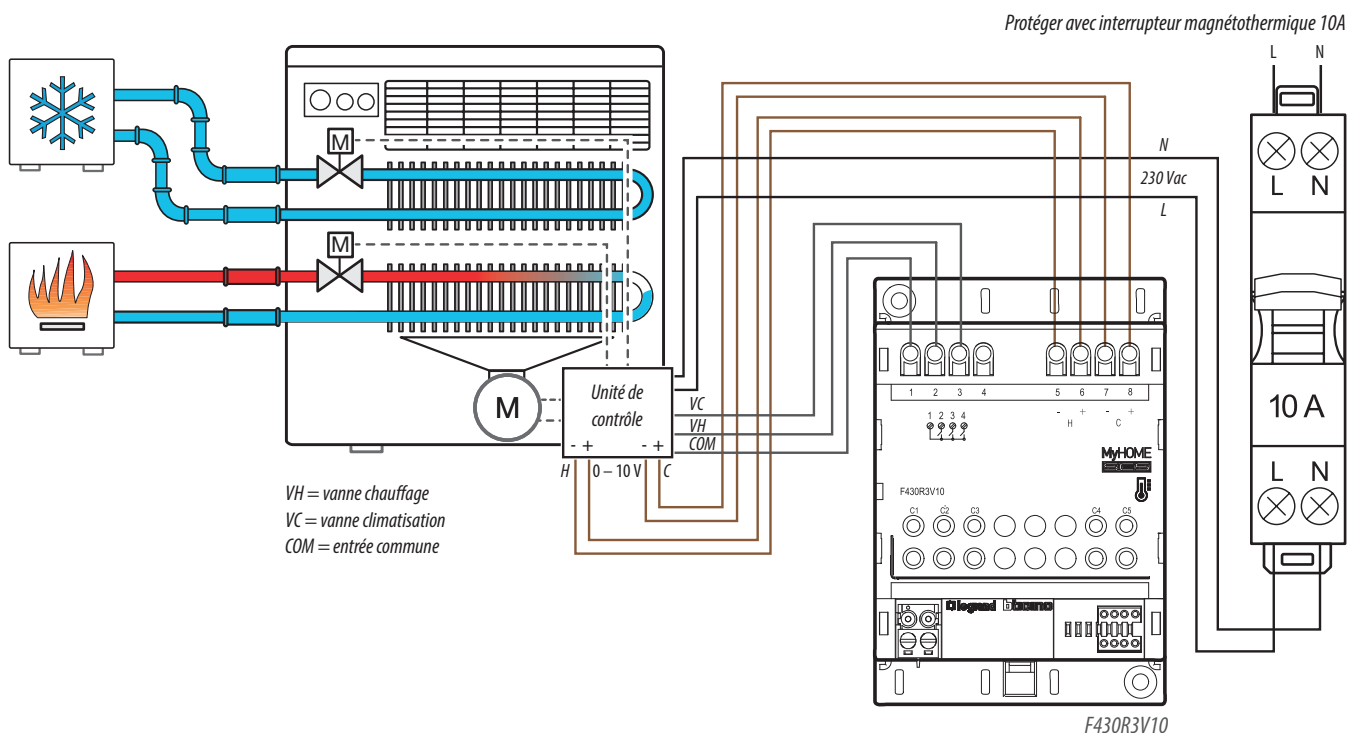 Protéger avec interrupteur magnétothermique 10A
L N
L N
10 A
L N
N
230 Vac
L
M
M
M
Unité de
contrôle
- + - +
H 0 – 10 V C
VC
VH
COM
VH = vanne chauffage
VC = vanne climatisation
COM = entrée commune
1 2 3 4 5 6 7 8
- + - +
H C
1 2 3 4
MyHOME
SCS
F430R3V10
C1 C2 C3 C4 C5
legrand bticino
F430R3V10